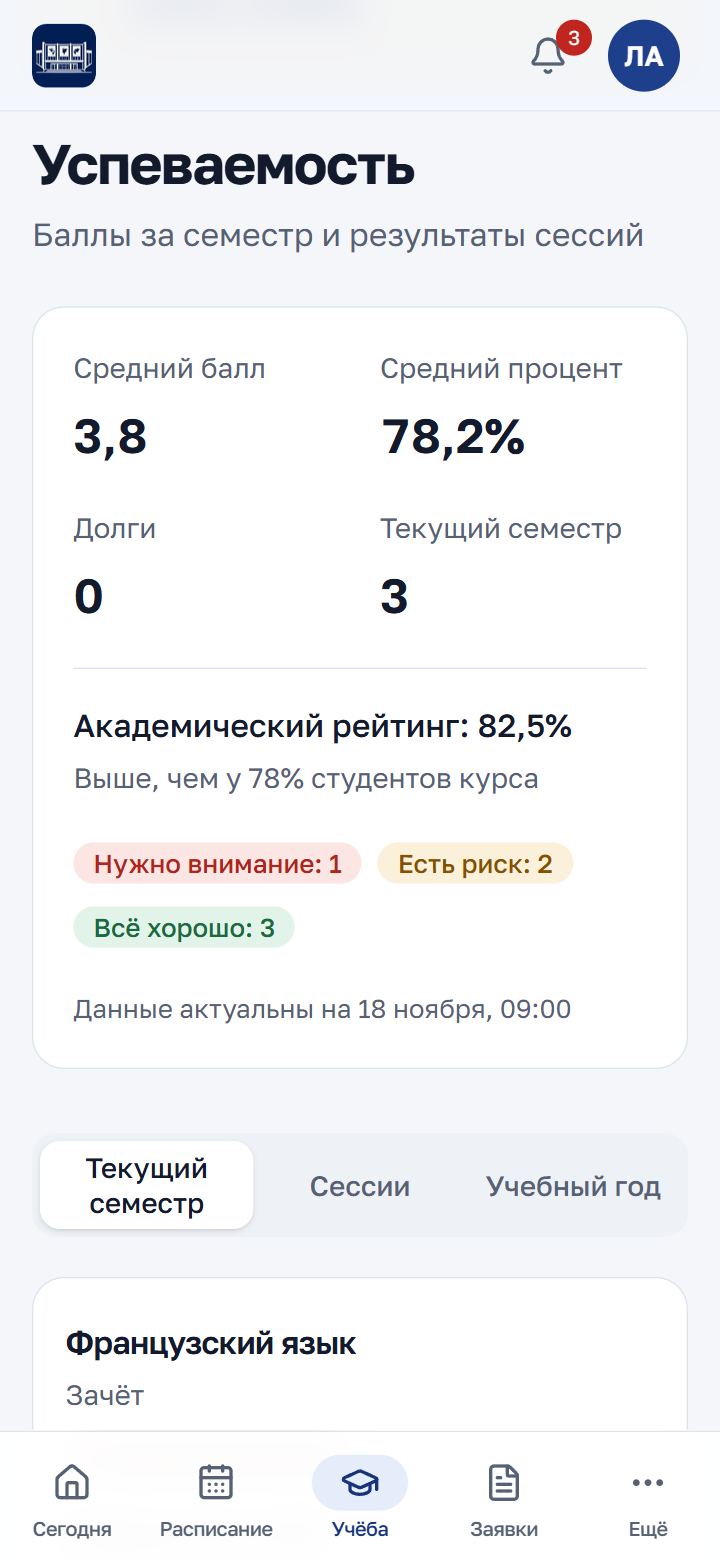 3
ЛА
Успеваемость
Баллы за семестр и результаты сессий
Средний балл
Средний процент
3,8
78,2%
Долги
Текущий семестр
0
3
Академический рейтинг: 82,5%
Выше, чем у 78% студентов курса
Нужно внимание: 1
Есть риск: 2
Всё хорошо: 3
Данные актуальны на 18 ноября, 09:00
Текущий
семестр
Сессии
Учебный год
Французский язык
Зачёт
Сегодня
Расписание
Учёба
Заявки
Ещё